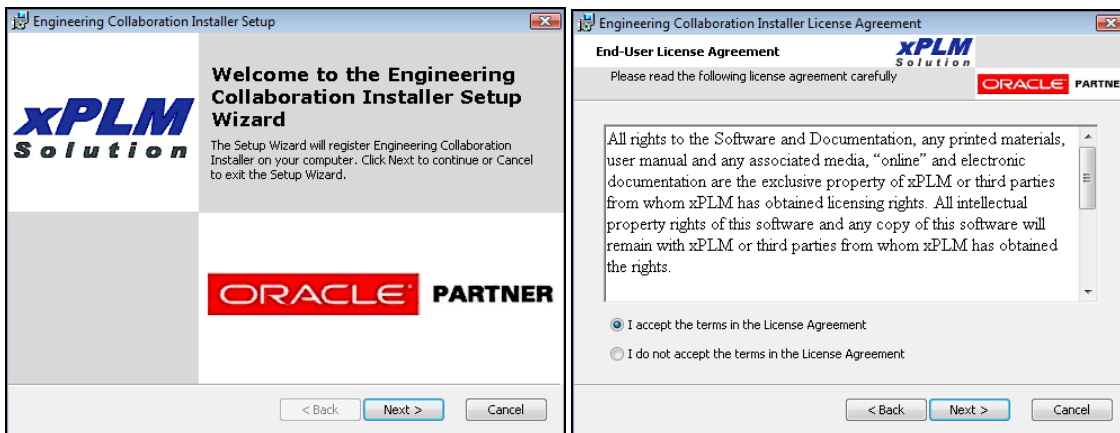 Engineering Collaboration Installer Setup
xPLM
Solution
Welcome to the Engineering
Collaboration Installer Setup
Wizard
The Setup Wizard will register Engineering Collaboration
Installer on your computer. Click Next to continue or Cancel
to exit the Setup Wizard.
ORACLE PARTNER
< Back
Next >
Cancel
Engineering Collaboration Installer License Agreement
End-User License Agreement
xPLM
Solution
Please read the following license agreement carefully
ORACLE PARTNE
All rights to the Software and Documentation, any printed materials,
user manual and any associated media, “online” and electronic
documentation are the exclusive property of xPLM or third parties
from whom xPLM has obtained licensing rights. All intellectual
property rights of this software and any copy of this software will
remain with xPLM or third parties from whom xPLM has obtained
the rights.
I accept the terms in the License Agreement
I do not accept the terms in the License Agreement
< Back
Next >
Cancel